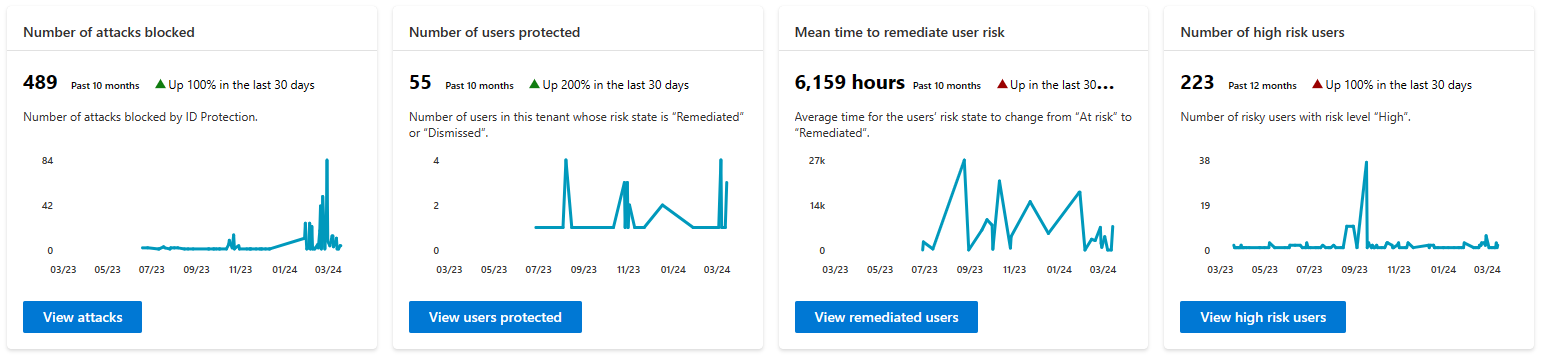 Number of attacks blocked
489 Past 10 months ▲ Up 100% in the last 30 days
Number of attacks blocked by ID Protection.
84
42
0
03/23 05/23 07/23 09/23 11/23 01/24 03/24
View attacks
Number of users protected
55 Past 10 months ▲ Up 200% in the last 30 days
Number of users in this tenant whose risk state is “Remediated”
or “Dismissed”.
4
2
0
03/23 05/23 07/23 09/23 11/23 01/24 03/24
View users protected
Mean time to remediate user risk
6,159 hours Past 10 months ▲ Up in the last 30...
Average time for the users’ risk state to change from “At risk” to
“Remediated”.
27k
14k
0
03/23 05/23 07/23 09/23 11/23 01/24 03/24
View remediated users
Number of high risk users
223 Past 12 months ▲ Up 100% in the last 30 days
Number of risky users with risk level “High”.
38
19
0
03/23 05/23 07/23 09/23 11/23 01/24 03/24
View high risk users